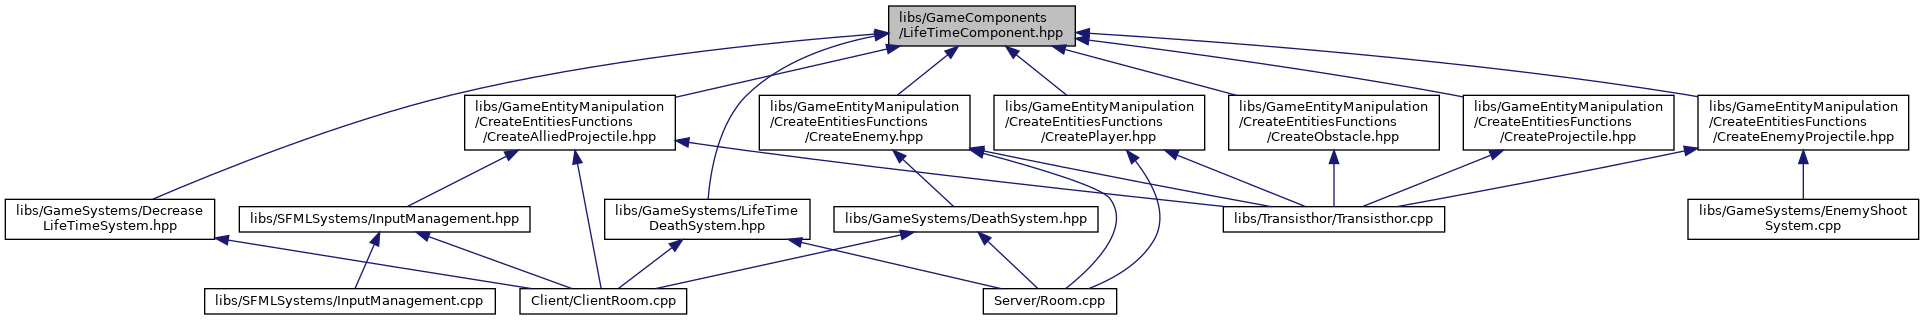 libs/GameComponents
/LifeTimeComponent.hpp
libs/GameEntityManipulation
/CreateEntitiesFunctions
/CreateAlliedProjectile.hpp
libs/GameEntityManipulation
/CreateEntitiesFunctions
/CreateEnemy.hpp
libs/GameEntityManipulation
/CreateEntitiesFunctions
/CreatePlayer.hpp
libs/GameEntityManipulation
/CreateEntitiesFunctions
/CreateObstacle.hpp
libs/GameEntityManipulation
/CreateEntitiesFunctions
/CreateProjectile.hpp
libs/GameEntityManipulation
/CreateEntitiesFunctions
/CreateEnemyProjectile.hpp
libs/GameSystems/Decrease
LifeTimeSystem.hpp
libs/SFMLSystems/InputManagement.hpp
libs/GameSystems/LifeTime
DeathSystem.hpp
libs/GameSystems/DeathSystem.hpp
libs/Transisthor/Transisthor.cpp
libs/GameSystems/EnemyShoot
System.cpp
libs/SFMLSystems/InputManagement.cpp
Client/ClientRoom.cpp
Server/Room.cpp